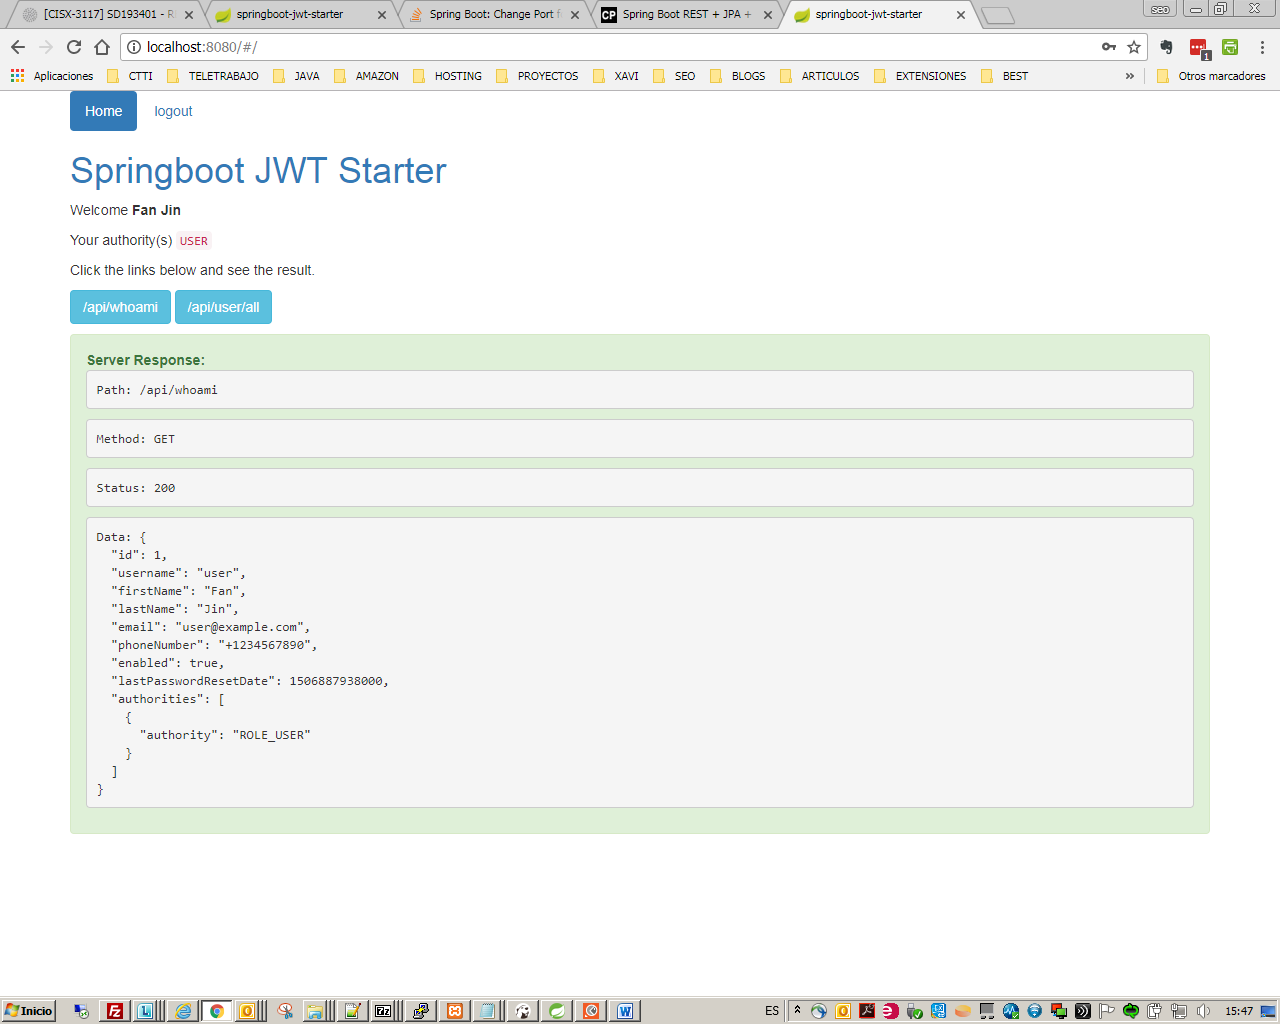 [CISX-3117] SD193401 - R
springboot-jwt-starter
Spring Boot: Change Port f
Spring Boot REST + JPA +
springboot-jwt-starter
seo
localhost:8080/#/
1
Aplicaciones CTTI TELETRABAJO JAVA AMAZON HOSTING PROYECTOS XAVI SEO BLOGS ARTICULOS EXTENSIONES BEST » Otros marcadores
Home logout
Springboot JWT Starter
Welcome Fan Jin
Your authority(s) USER
Click the links below and see the result.
/api/whoami /api/user/all
Server Response:
Path: /api/whoami
Method: GET
Status: 200
Data: {
"id": 1,
"username": "user",
"firstName": "Fan",
"lastName": "Jin",
"email": "user@example.com",
"phoneNumber": "+1234567890",
"enabled": true,
"lastPasswordResetDate": 1506887938000,
"authorities": [
{
"authority": "ROLE_USER"
}
]
}
Inicio ES 15:47